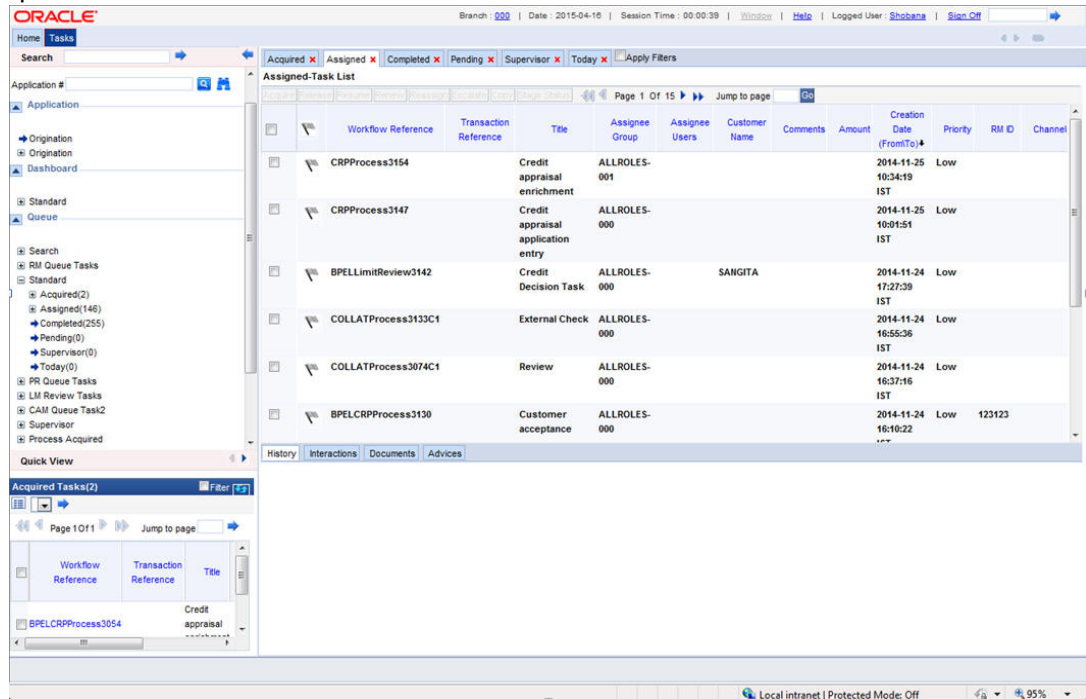 ORACLE
Branch : 000 | Date : 2015-04-16 | Session Time : 00:00:39 | Window | Help | Logged User : Shobana | Sign Off
Home Tasks
Search
Application #
Application
Origination
Origination
Dashboard
Standard
Queue
Search
RM Queue Tasks
Standard
Acquired(2)
Assigned(146)
Completed(255)
Pending(0)
Supervisor(0)
Today(0)
PR Queue Tasks
LM Review Tasks
CAM Queue Task2
Supervisor
Process Acquired
Quick View
Acquired Tasks(2) Filter
Page 1 Of 1 Jump to page
Workflow Reference Transaction Reference Title
BPELCRPProcess3054 Credit appraisal
Acquired Assigned Completed Pending Supervisor Today Apply Filters
Assigned-Task List
Acquire Release Resume Renew Reassign Escalate Copy Stage Status Page 1 Of 15 Jump to page Go
Workflow Reference Transaction Reference Title Assignee Group Assignee Users Customer Name Comments Amount Creation Date (From\To) Priority RM ID Channel
CRPProcess3154 Credit appraisal enrichment ALLROLES-001 2014-11-25 10:34:19 IST Low
CRPProcess3147 Credit appraisal application entry ALLROLES-000 2014-11-25 10:01:51 IST Low
BPELLimitReview3142 Credit Decision Task ALLROLES-000 SANGITA 2014-11-24 17:27:39 IST Low
COLLATProcess3133C1 External Check ALLROLES-000 2014-11-24 16:55:36 IST Low
COLLATProcess3074C1 Review ALLROLES-000 2014-11-24 16:37:16 IST Low
BPELCRPProcess3130 Customer acceptance ALLROLES-000 2014-11-24 16:10:22 Low 123123
History Interactions Documents Advices
Local intranet | Protected Mode: Off 95%